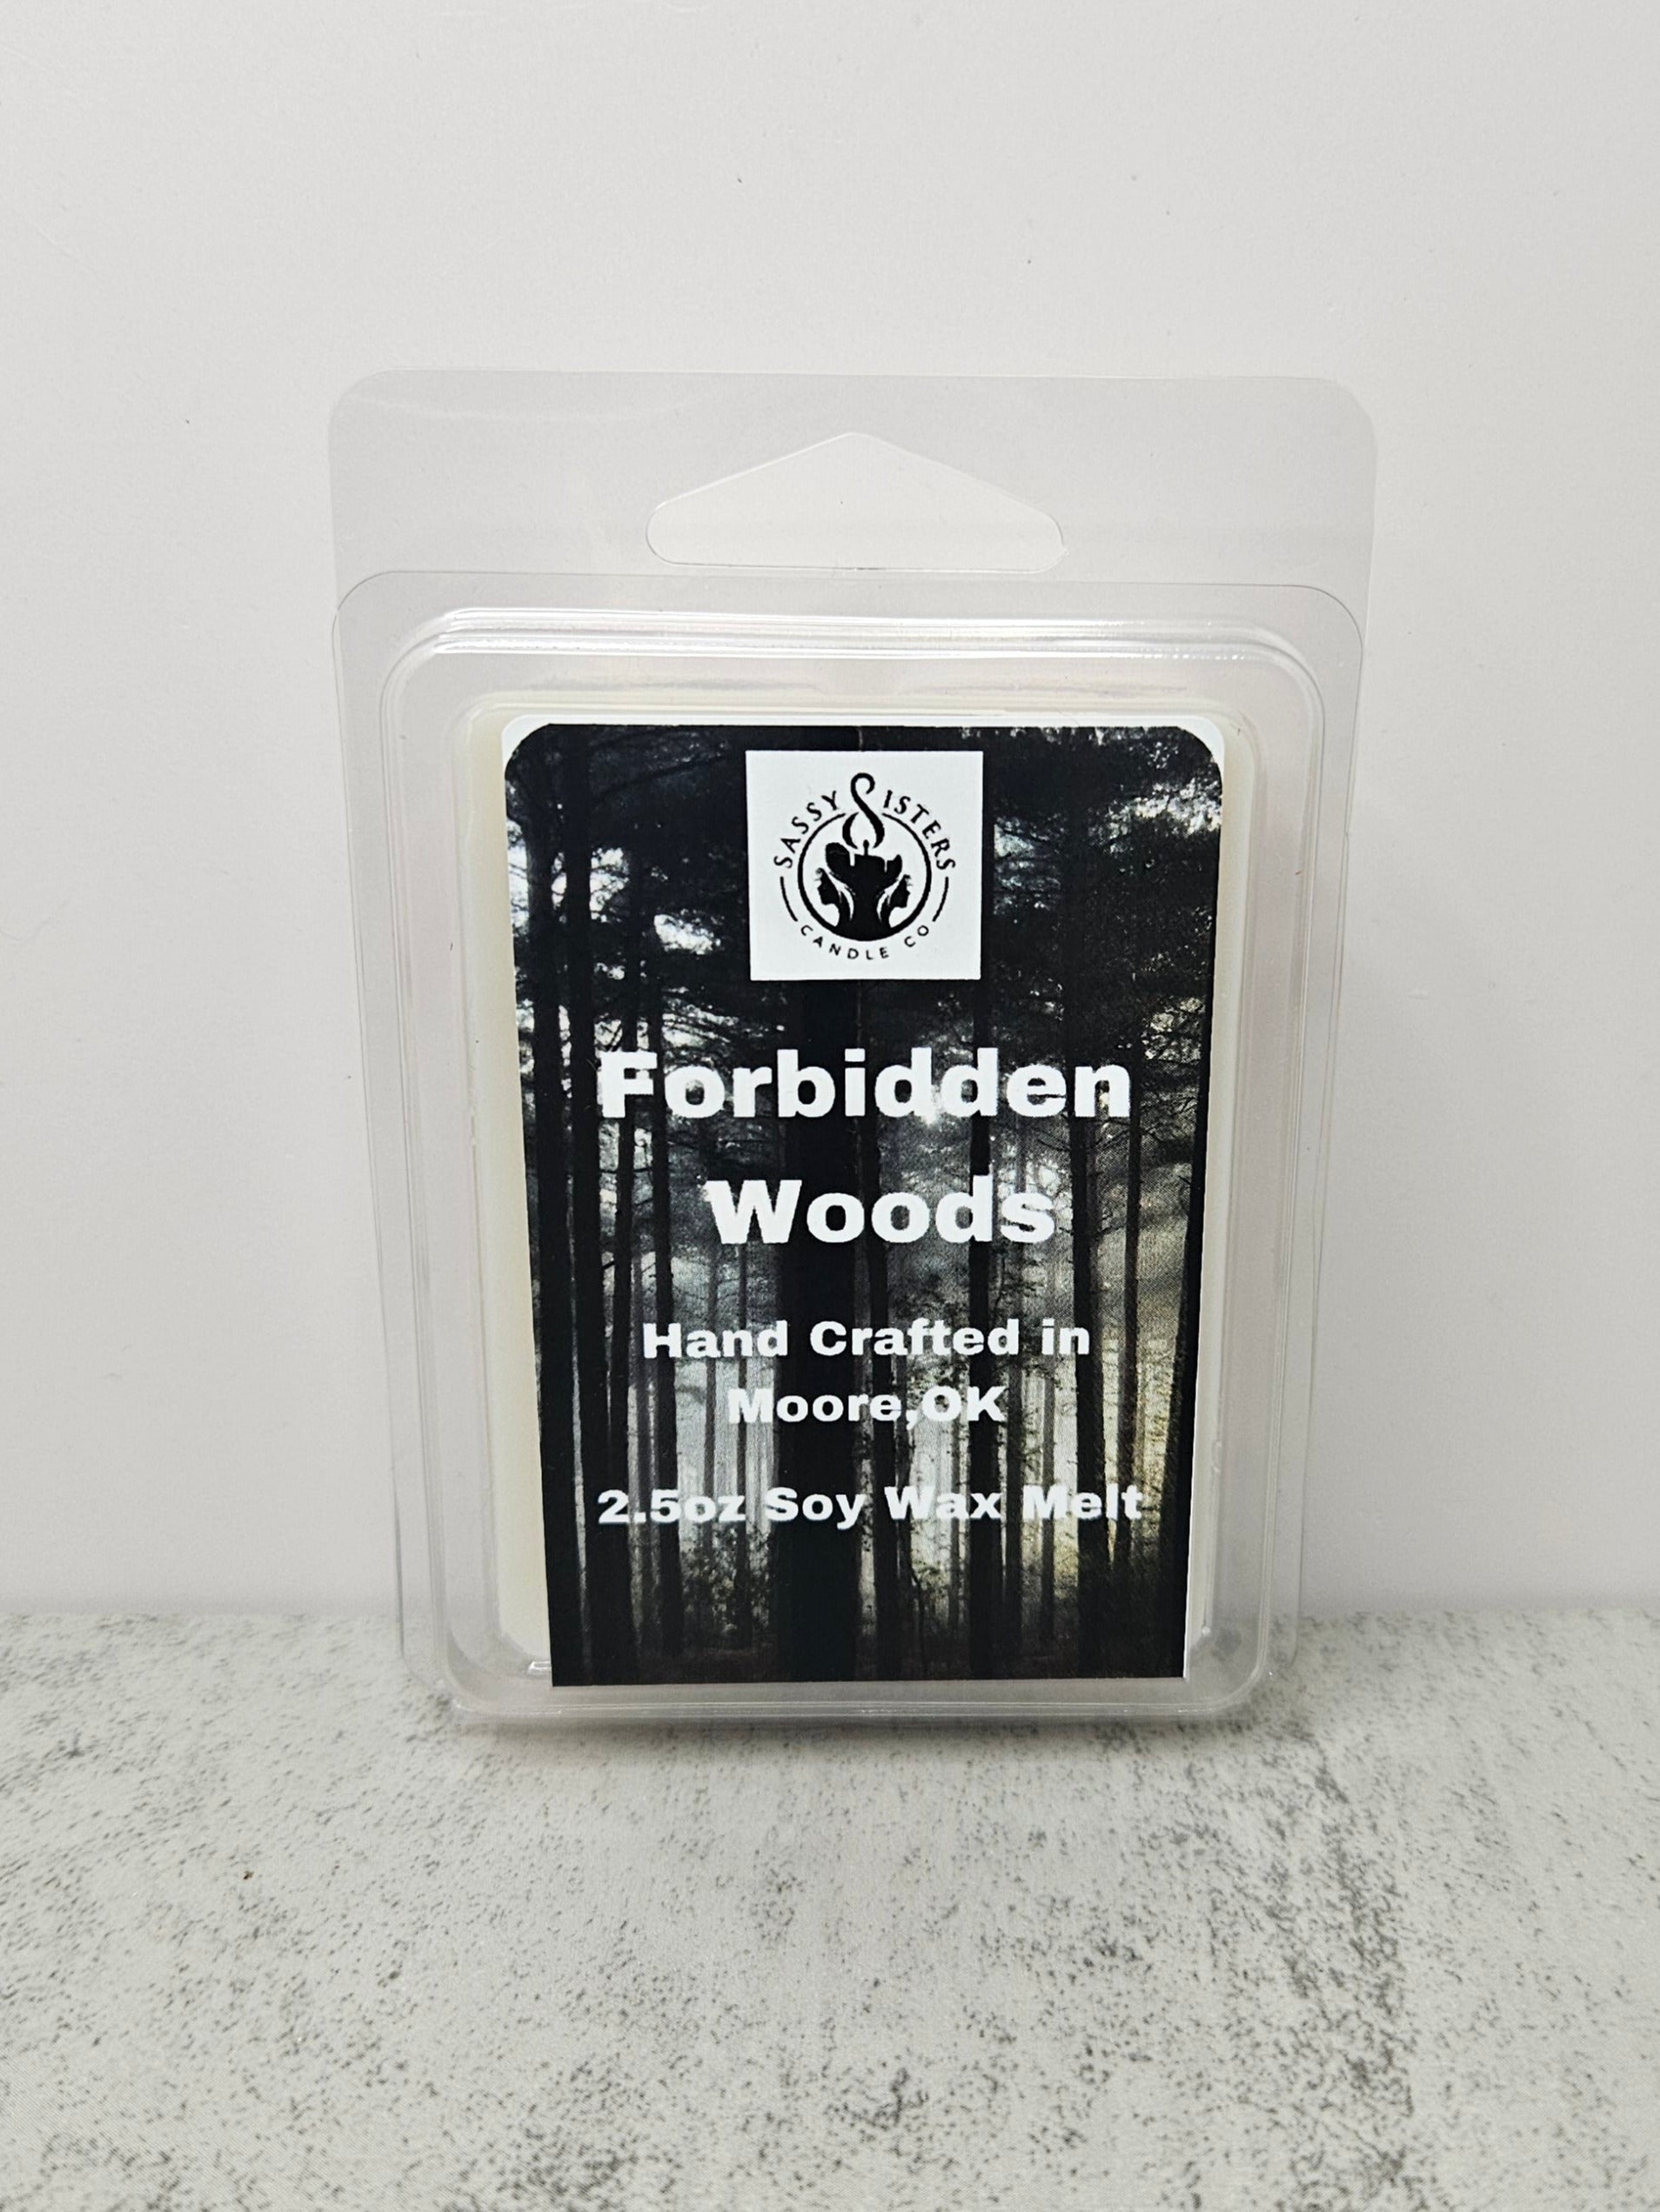 SASSY SISTERS
CANDLE CO
Forbidden
Woods
Hand Crafted in
Moore,OK
2.5oz Soy Wax Melt